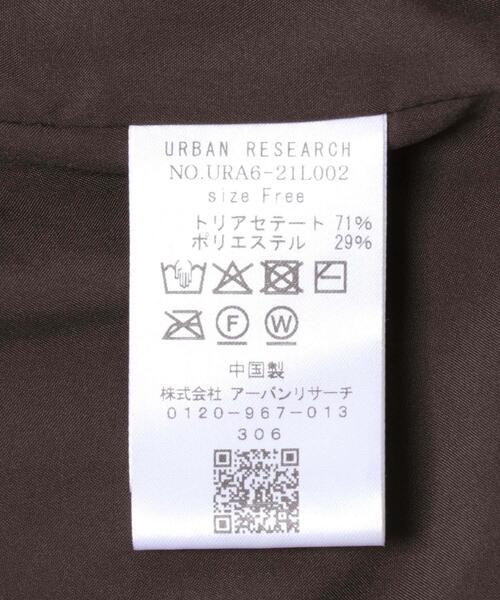 URBAN RESEARCH
NO.URA6-21L002
size Free
トリアセテート 71%
ポリエステル 29%
F W
中国製
株式会社 アーバンリサーチ
0120-967-013
306